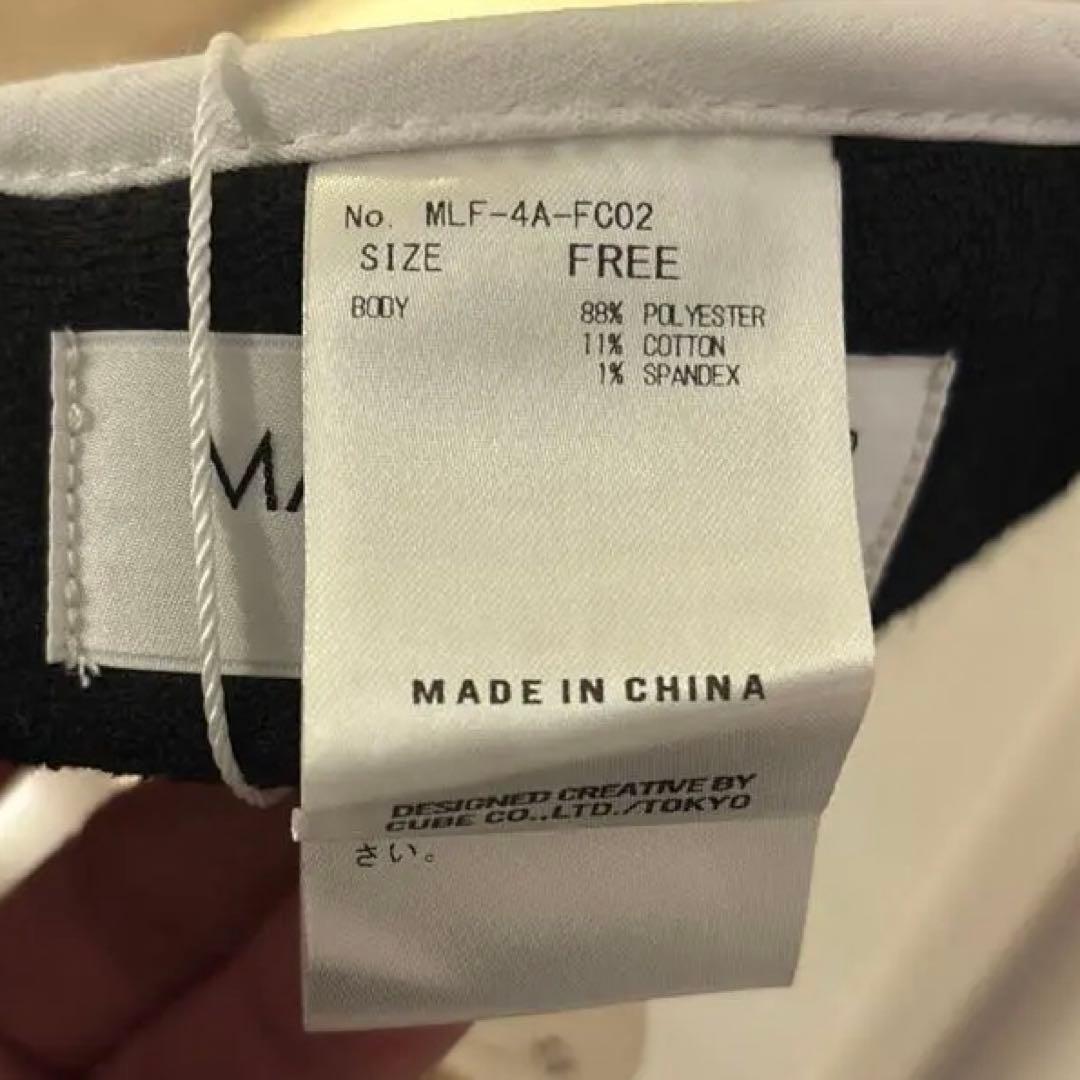 No. MLF-4A-FC02
SIZE FREE
BODY 88% POLYESTER
11% COTTON
1% SPANDEX
MADE IN CHINA
DESIGNED CREATIVE BY
CUBE CO.,LTD./TOKYO
さい。